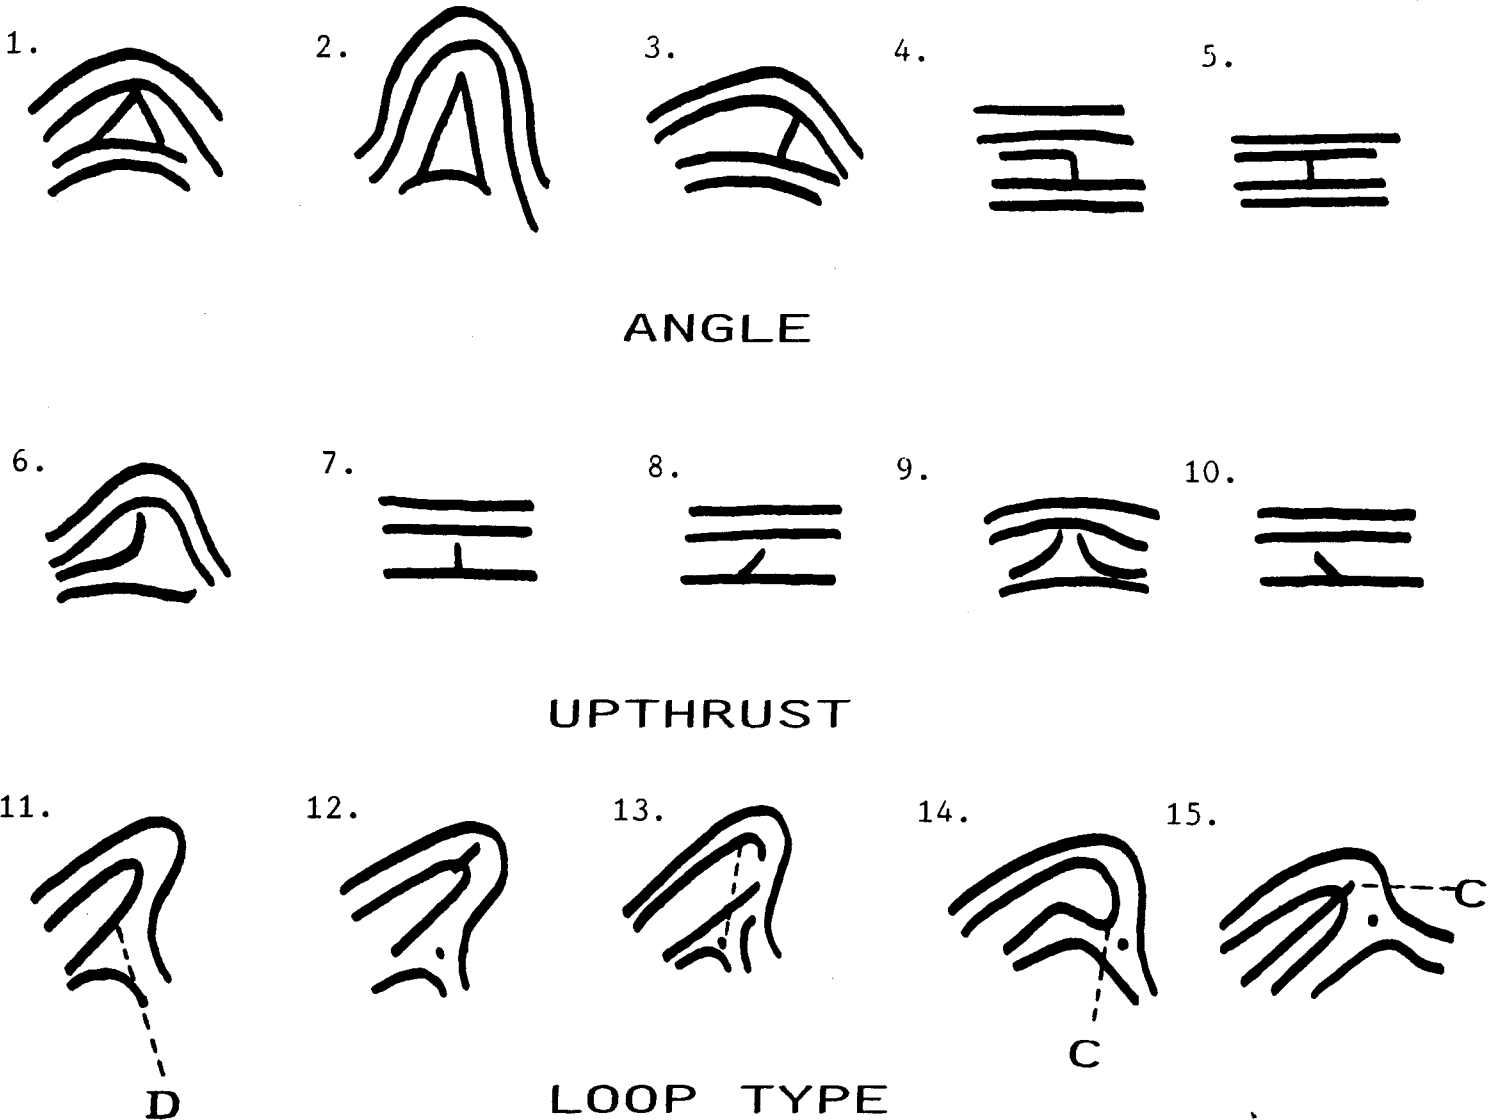 1. 2. 3. 4. 5.
ANGLE
6. 7. 8. 9. 10.
UPTHRUST
11. 12. 13. 14. 15.
C
C
D
LOOP TYPE